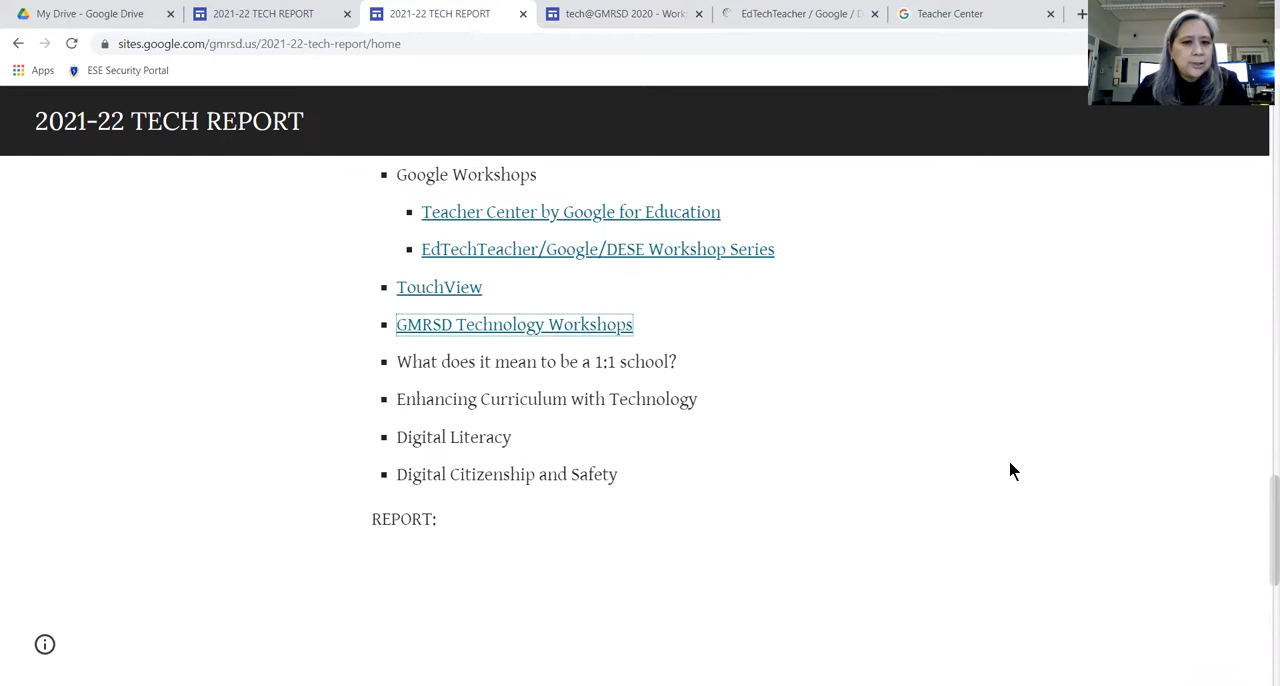 My Drive - Google Drive
2021-22 TECH REPORT
2021-22 TECH REPORT
tech@GMRSD 2020 - Work
EdTechTeacher / Google / D
Teacher Center
sites.google.com/gmrsd.us/2021-22-tech-report/home
Apps
ESE Security Portal
2021-22 TECH REPORT
Google Workshops
Teacher Center by Google for Education
EdTechTeacher/Google/DESE Workshop Series
TouchView
GMRSD Technology Workshops
What does it mean to be a 1:1 school?
Enhancing Curriculum with Technology
Digital Literacy
Digital Citizenship and Safety
REPORT: